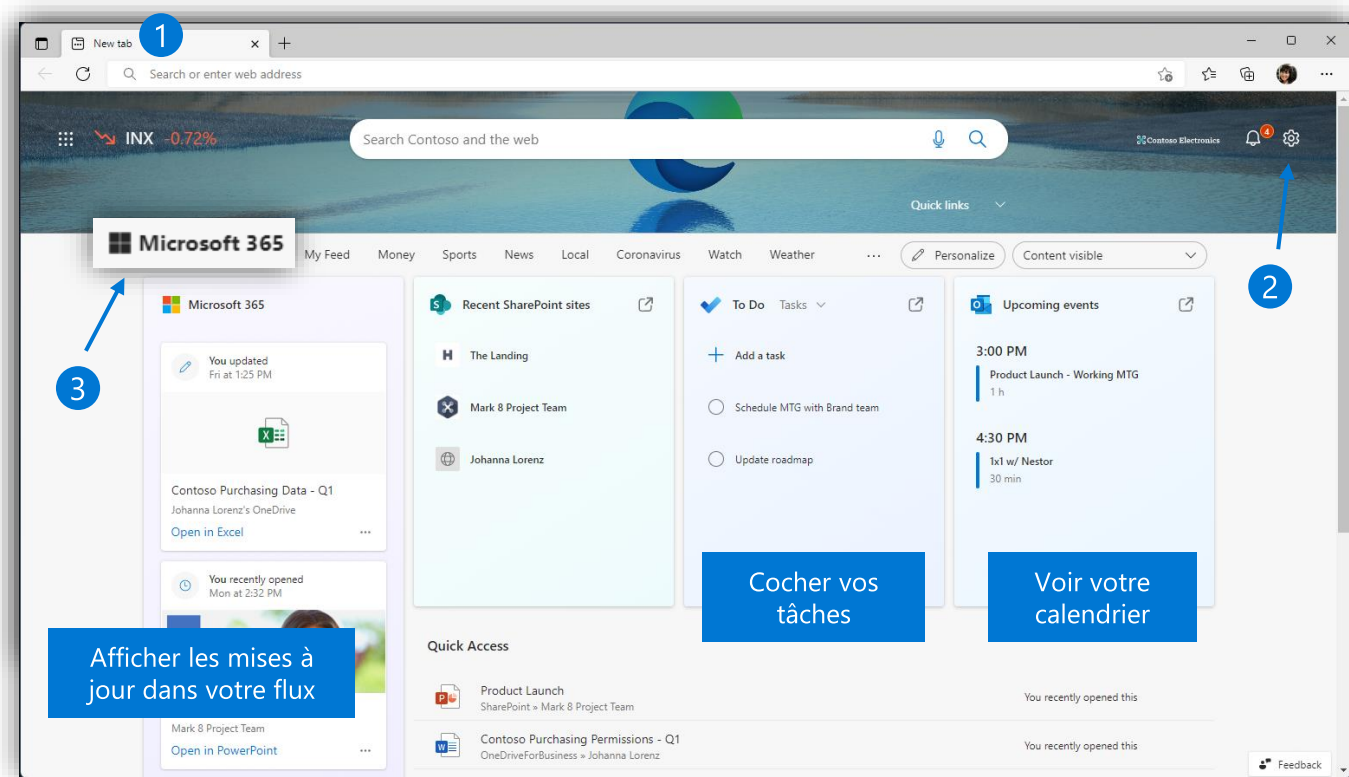 1
New tab
Search or enter web address
INX -0.72%
Search Contoso and the web
Contoso Electronics
4
Quick links
2
Microsoft 365
3
My Feed Money Sports News Local Coronavirus Watch Weather ... Personalize Content visible
Microsoft 365
You updated
Fri at 1:25 PM
Contoso Purchasing Data - Q1
Johanna Lorenz's OneDrive
Open in Excel ...
You recently opened
Mon at 2:32 PM
Afficher les mises à
jour dans votre flux
Mark 8 Project Team
Open in PowerPoint ...
Recent SharePoint sites
The Landing
Mark 8 Project Team
Johanna Lorenz
To Do Tasks
Add a task
Schedule MTG with Brand team
Update roadmap
Cocher vos
tâches
Upcoming events
3:00 PM
Product Launch - Working MTG
1 h
4:30 PM
1x1 w/ Nestor
30 min
Voir votre
calendrier
Quick Access
Product Launch
SharePoint » Mark 8 Project Team
You recently opened this
Contoso Purchasing Permissions - Q1
OneDriveForBusiness » Johanna Lorenz
You recently opened this
Feedback